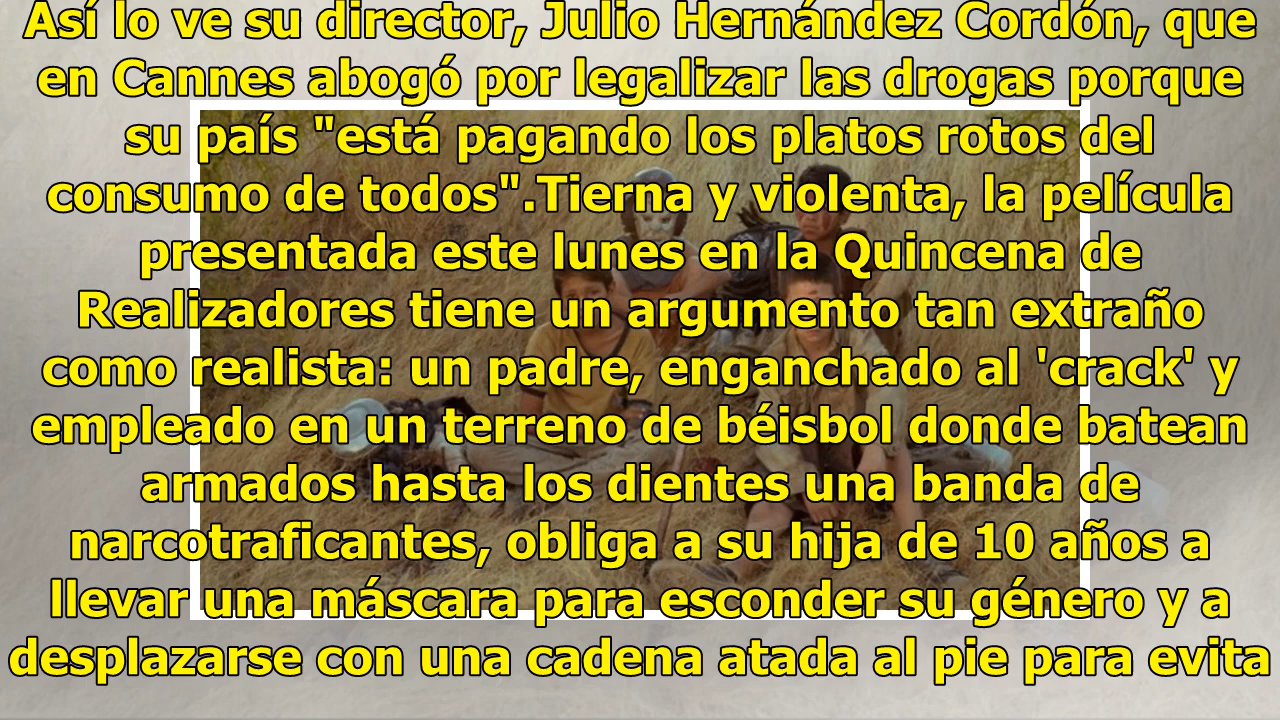 Así lo ve su director, Julio Hernández Cordón, que
en Cannes abogó por legalizar las drogas porque
su país "está pagando los platos rotos del
consumo de todos".Tierna y violenta, la película
presentada este lunes en la Quincena de
Realizadores tiene un argumento tan extraño
como realista: un padre, enganchado al 'crack' y
empleado en un terreno de béisbol donde batean
armados hasta los dientes una banda de
narcotraficantes, obliga a su hija de 10 años a
llevar una máscara para esconder su género y a
desplazarse con una cadena atada al pie para evita